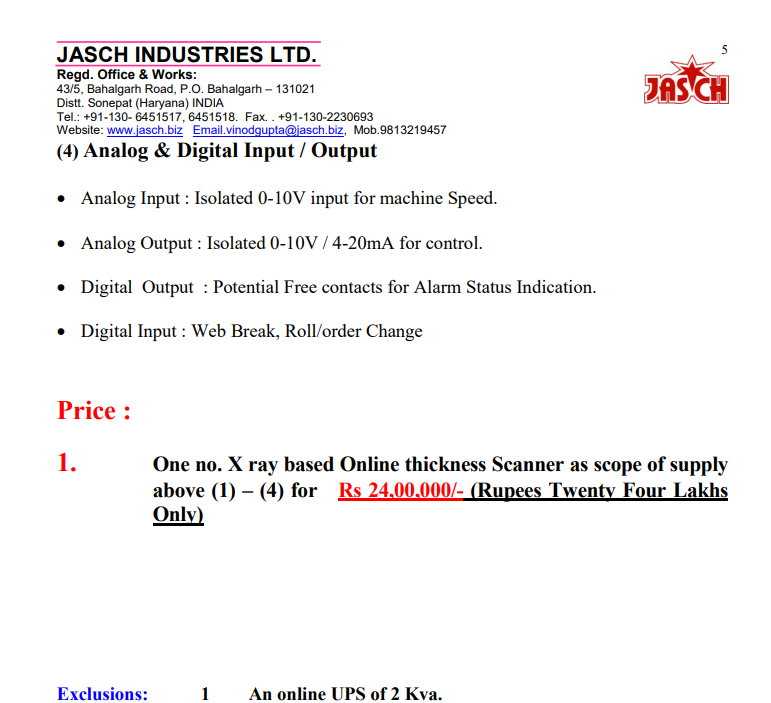 5
JASCH INDUSTRIES LTD.
JASCH
Regd. Office & Works:
43/5, Bahalgarh Road, P.O. Bahalgarh – 131021
Distt. Sonepat (Haryana) INDIA
Tel.: +91-130- 6451517, 6451518. Fax. . +91-130-2230693
Website: www.jasch.biz Email.vinodgupta@jasch.biz, Mob.9813219457
(4) Analog & Digital Input / Output
• Analog Input : Isolated 0-10V input for machine Speed.
• Analog Output : Isolated 0-10V / 4-20mA for control.
• Digital Output : Potential Free contacts for Alarm Status Indication.
• Digital Input : Web Break, Roll/order Change
Price :
1. One no. X ray based Online thickness Scanner as scope of supply
above (1) – (4) for Rs 24,00,000/- (Rupees Twenty Four Lakhs
Only)
Exclusions: 1 An online UPS of 2 Kva.